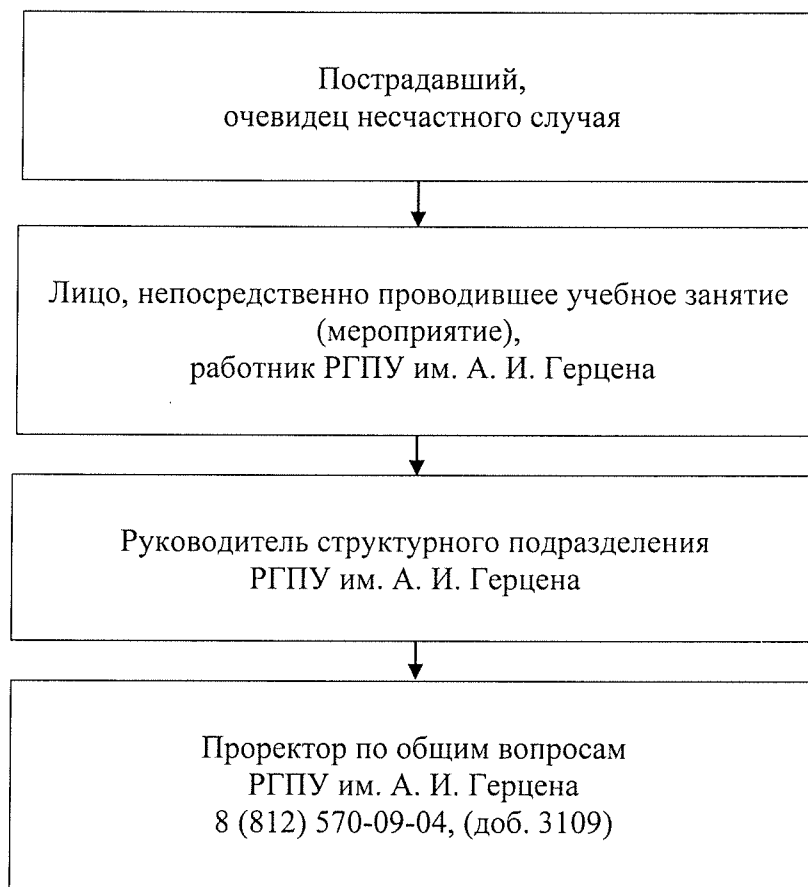 Пострадавший,
очевидец несчастного случая
Лицо, непосредственно проводившее учебное занятие
(мероприятие),
работник РГПУ им. А. И. Герцена
Руководитель структурного подразделения
РГПУ им. А. И. Герцена
Проректор по общим вопросам
РГПУ им. А. И. Герцена
8 (812) 570-09-04, (доб. 3109)